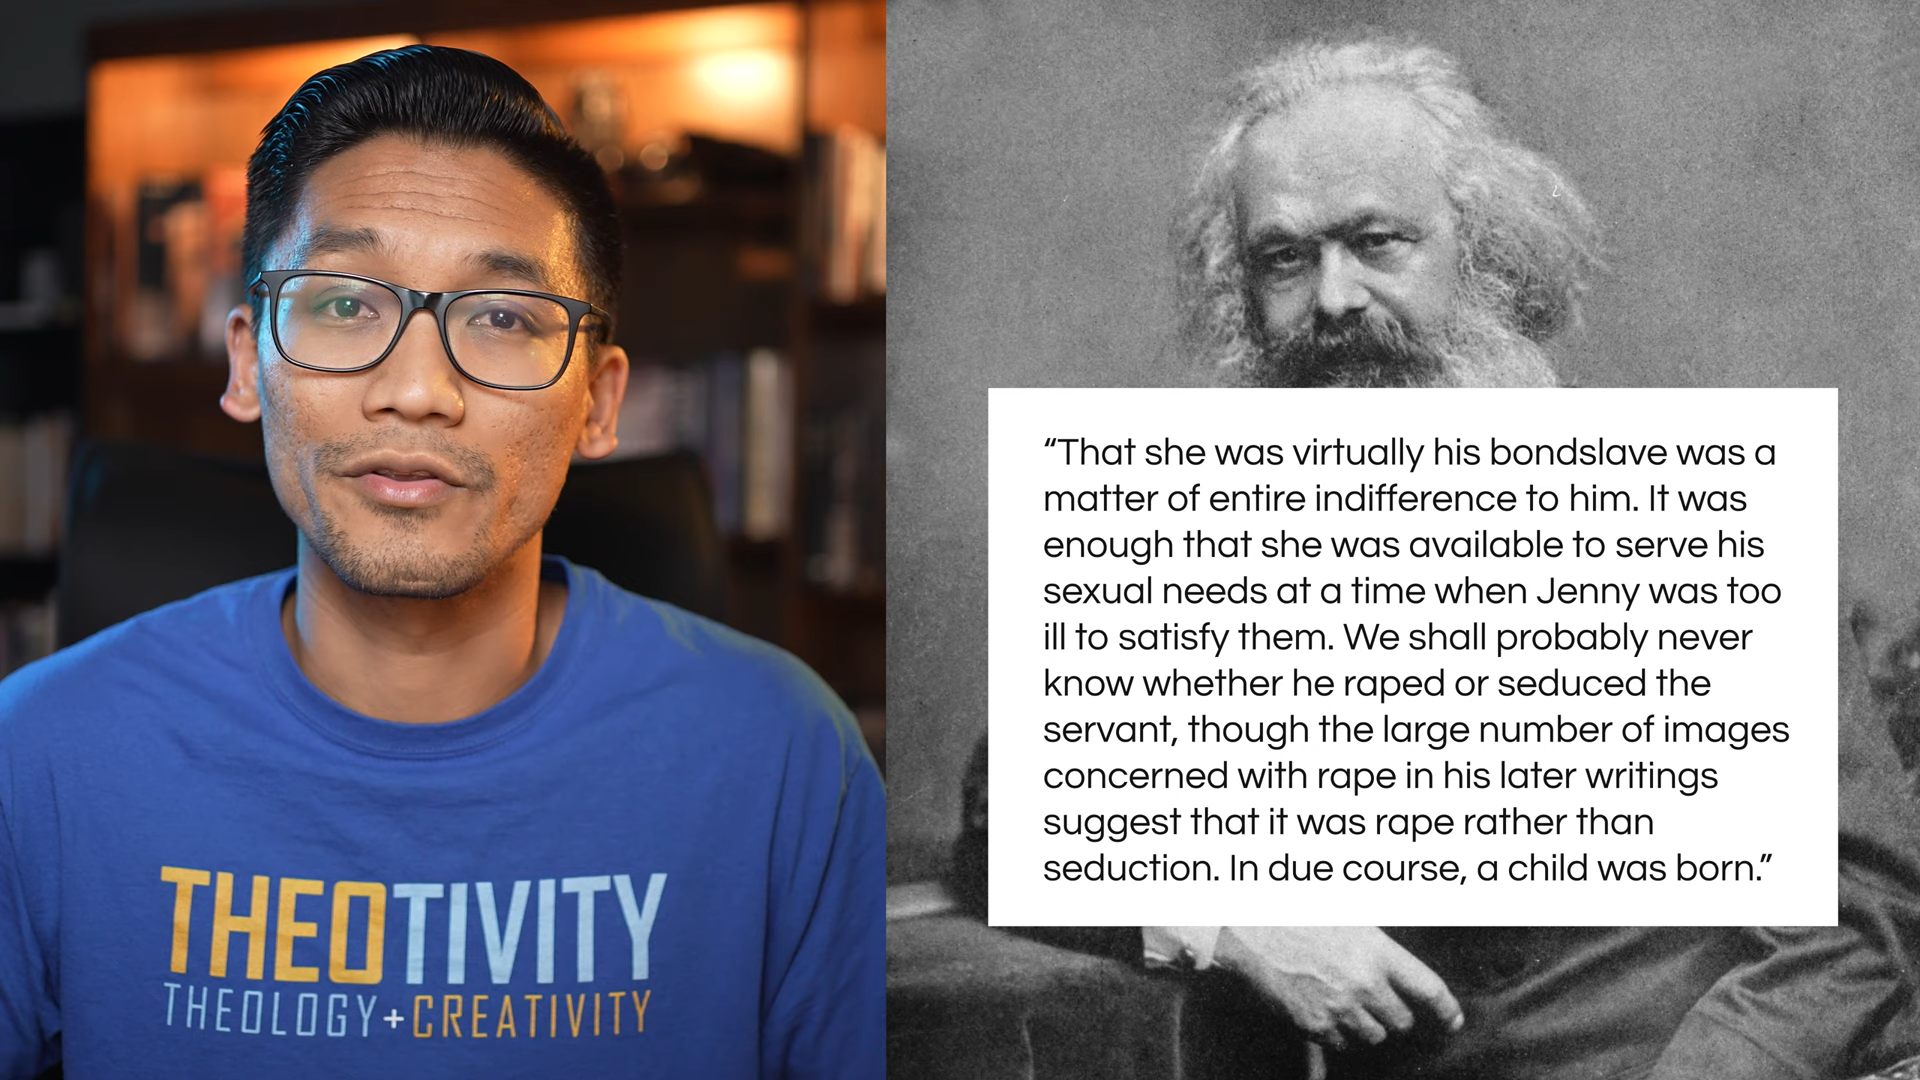 THEOTIVITY
THEOLOGY+CREATIVITY
“That she was virtually his bondslave was a
matter of entire indifference to him. It was
enough that she was available to serve his
sexual needs at a time when Jenny was too
ill to satisfy them. We shall probably never
know whether he raped or seduced the
servant, though the large number of images
concerned with rape in his later writings
suggest that it was rape rather than
seduction. In due course, a child was born.”